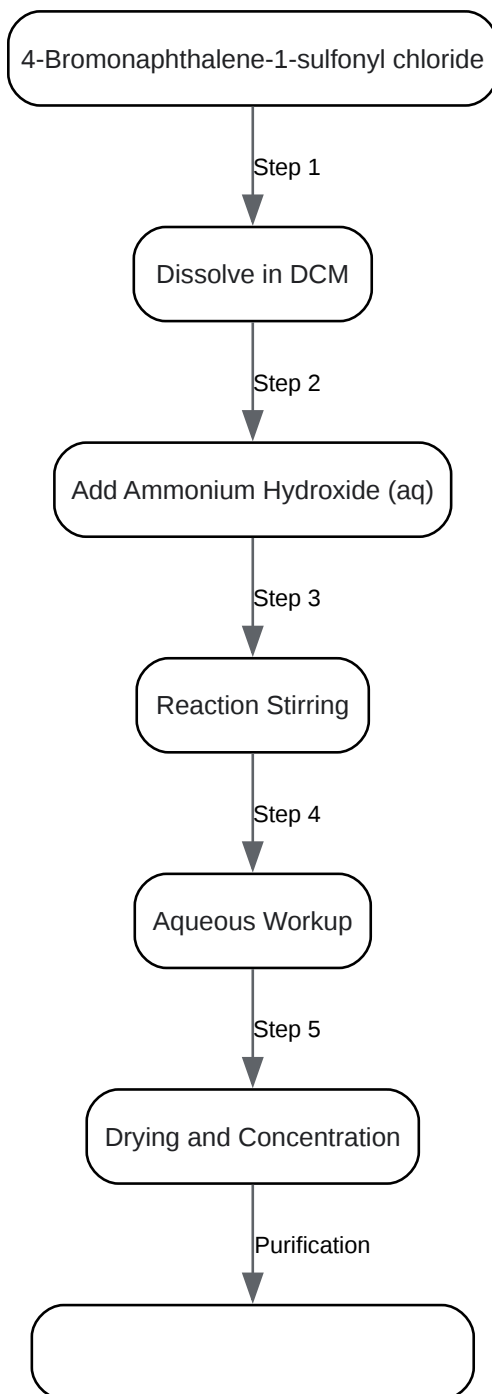 4-Bromonaphthalene-1-sulfonyl chloride
Step 1
Dissolve in DCM
Step 2
Add Ammonium Hydroxide (aq)
Step 3
Reaction Stirring
Step 4
Aqueous Workup
Step 5
Drying and Concentration
Purification